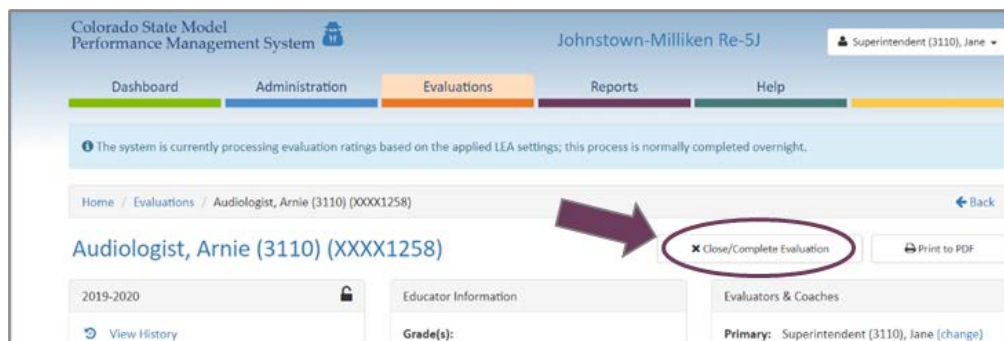 Colorado State Model
Performance Management System
Johnstown-Milliken Re-5J
Superintendent (3110), Jane
Dashboard
Administration
Evaluations
Reports
Help
The system is currently processing evaluation ratings based on the applied LEA settings; this process is normally completed overnight.
Home / Evaluations / Audiologist, Arnie (3110) (XXXX1258)
Back
Audiologist, Arnie (3110) (XXXX1258)
Close/Complete Evaluation
Print to PDF
2019-2020
Educator Information
Evaluators & Coaches
View History
Grade(s):
Primary: Superintendent (3110), Jane (change)